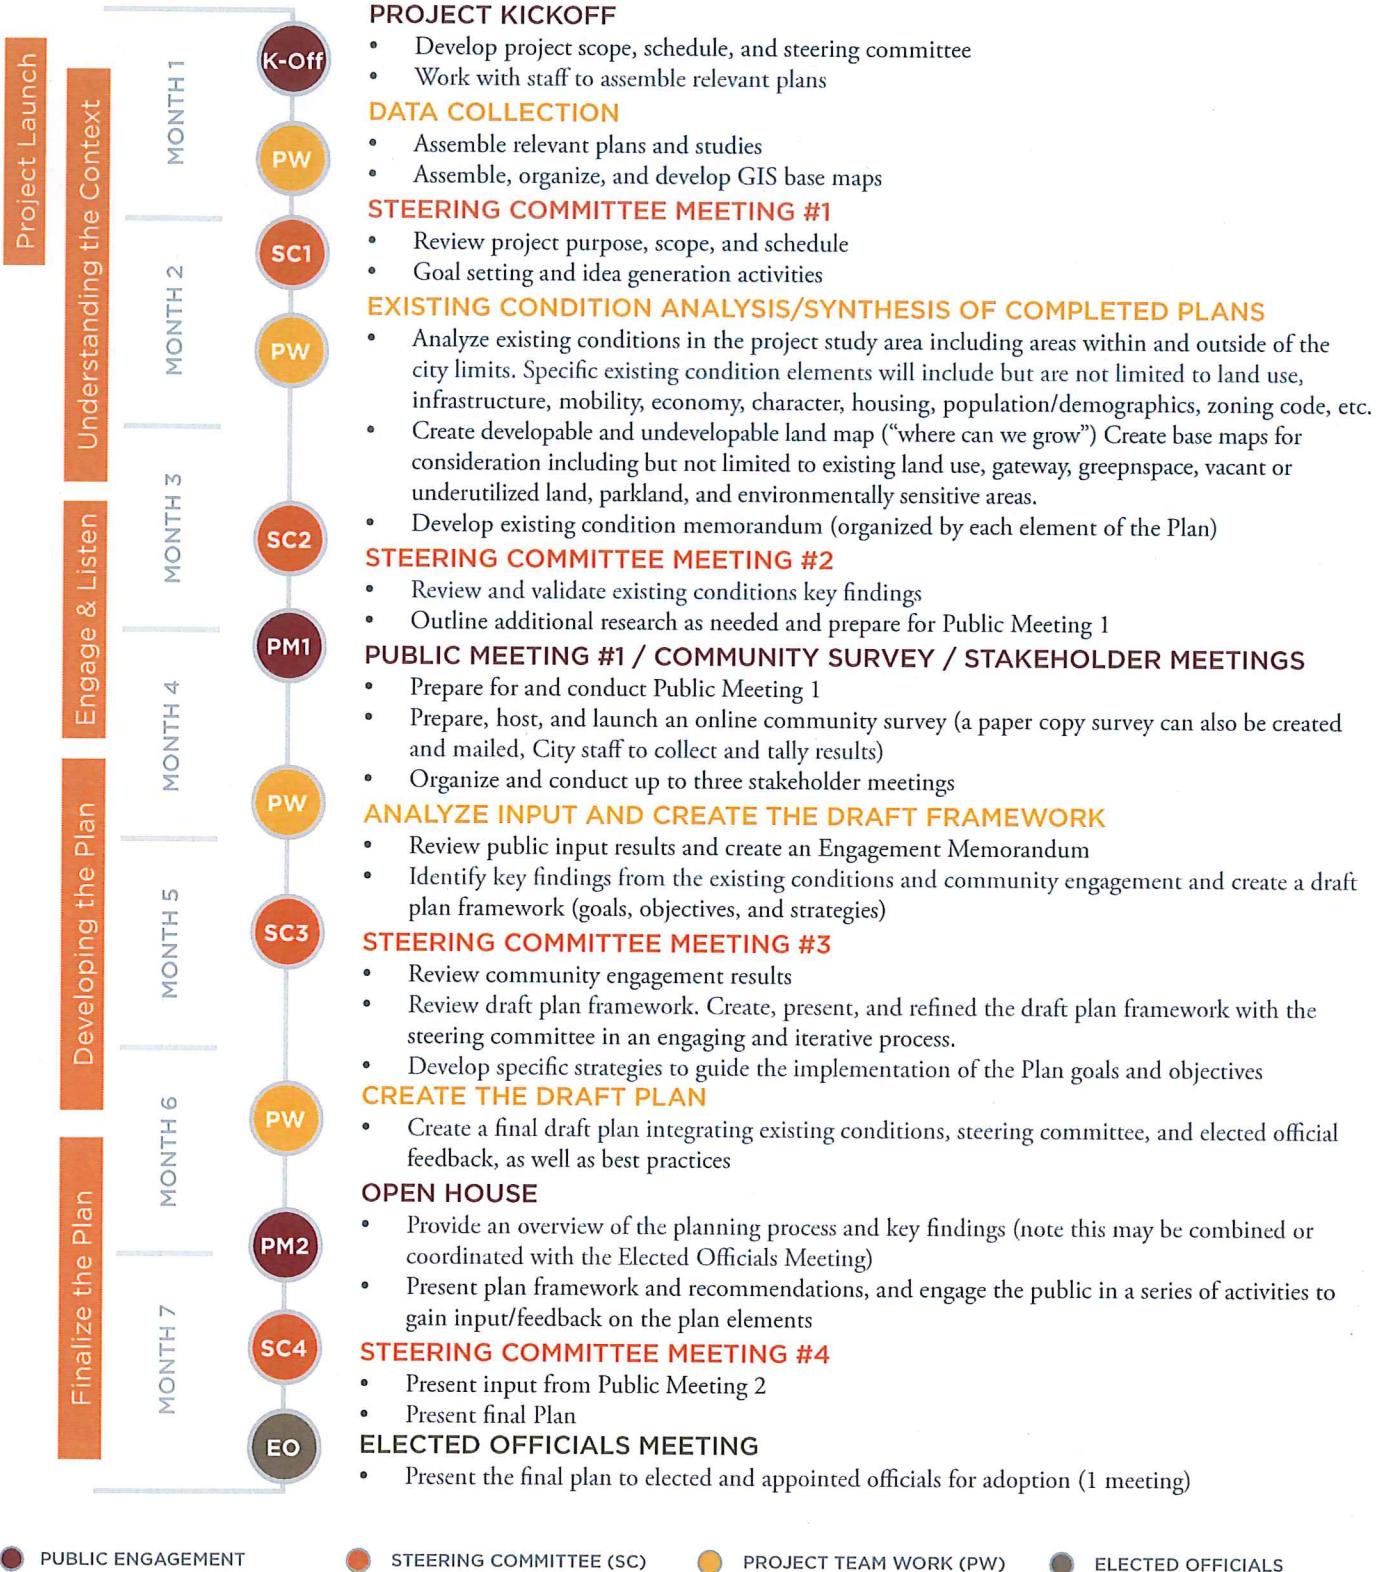 Project Launch
Understanding the Context
Engage & Listen
Developing the Plan
Finalize the Plan
MONTH 1
MONTH 2
MONTH 3
MONTH 4
MONTH 5
MONTH 6
MONTH 7
K-Off
PROJECT KICKOFF
• Develop project scope, schedule, and steering committee
• Work with staff to assemble relevant plans
PW
DATA COLLECTION
• Assemble relevant plans and studies
• Assemble, organize, and develop GIS base maps
SC1
STEERING COMMITTEE MEETING #1
• Review project purpose, scope, and schedule
• Goal setting and idea generation activities
PW
EXISTING CONDITION ANALYSIS/SYNTHESIS OF COMPLETED PLANS
• Analyze existing conditions in the project study area including areas within and outside of the
city limits. Specific existing condition elements will include but are not limited to land use,
infrastructure, mobility, economy, character, housing, population/demographics, zoning code, etc.
• Create developable and undevelopable land map (“where can we grow”) Create base maps for
consideration including but not limited to existing land use, gateway, greepnspace, vacant or
underutilized land, parkland, and environmentally sensitive areas.
• Develop existing condition memorandum (organized by each element of the Plan)
SC2
STEERING COMMITTEE MEETING #2
• Review and validate existing conditions key findings
• Outline additional research as needed and prepare for Public Meeting 1
PM1
PUBLIC MEETING #1 / COMMUNITY SURVEY / STAKEHOLDER MEETINGS
• Prepare for and conduct Public Meeting 1
• Prepare, host, and launch an online community survey (a paper copy survey can also be created
and mailed, City staff to collect and tally results)
• Organize and conduct up to three stakeholder meetings
PW
ANALYZE INPUT AND CREATE THE DRAFT FRAMEWORK
• Review public input results and create an Engagement Memorandum
• Identify key findings from the existing conditions and community engagement and create a draft
plan framework (goals, objectives, and strategies)
SC3
STEERING COMMITTEE MEETING #3
• Review community engagement results
• Review draft plan framework. Create, present, and refined the draft plan framework with the
steering committee in an engaging and iterative process.
• Develop specific strategies to guide the implementation of the Plan goals and objectives
PW
CREATE THE DRAFT PLAN
• Create a final draft plan integrating existing conditions, steering committee, and elected official
feedback, as well as best practices
PM2
OPEN HOUSE
• Provide an overview of the planning process and key findings (note this may be combined or
coordinated with the Elected Officials Meeting)
• Present plan framework and recommendations, and engage the public in a series of activities to
gain input/feedback on the plan elements
SC4
STEERING COMMITTEE MEETING #4
• Present input from Public Meeting 2
• Present final Plan
EO
ELECTED OFFICIALS MEETING
• Present the final plan to elected and appointed officials for adoption (1 meeting)
PUBLIC ENGAGEMENT
STEERING COMMITTEE (SC)
PROJECT TEAM WORK (PW)
ELECTED OFFICIALS